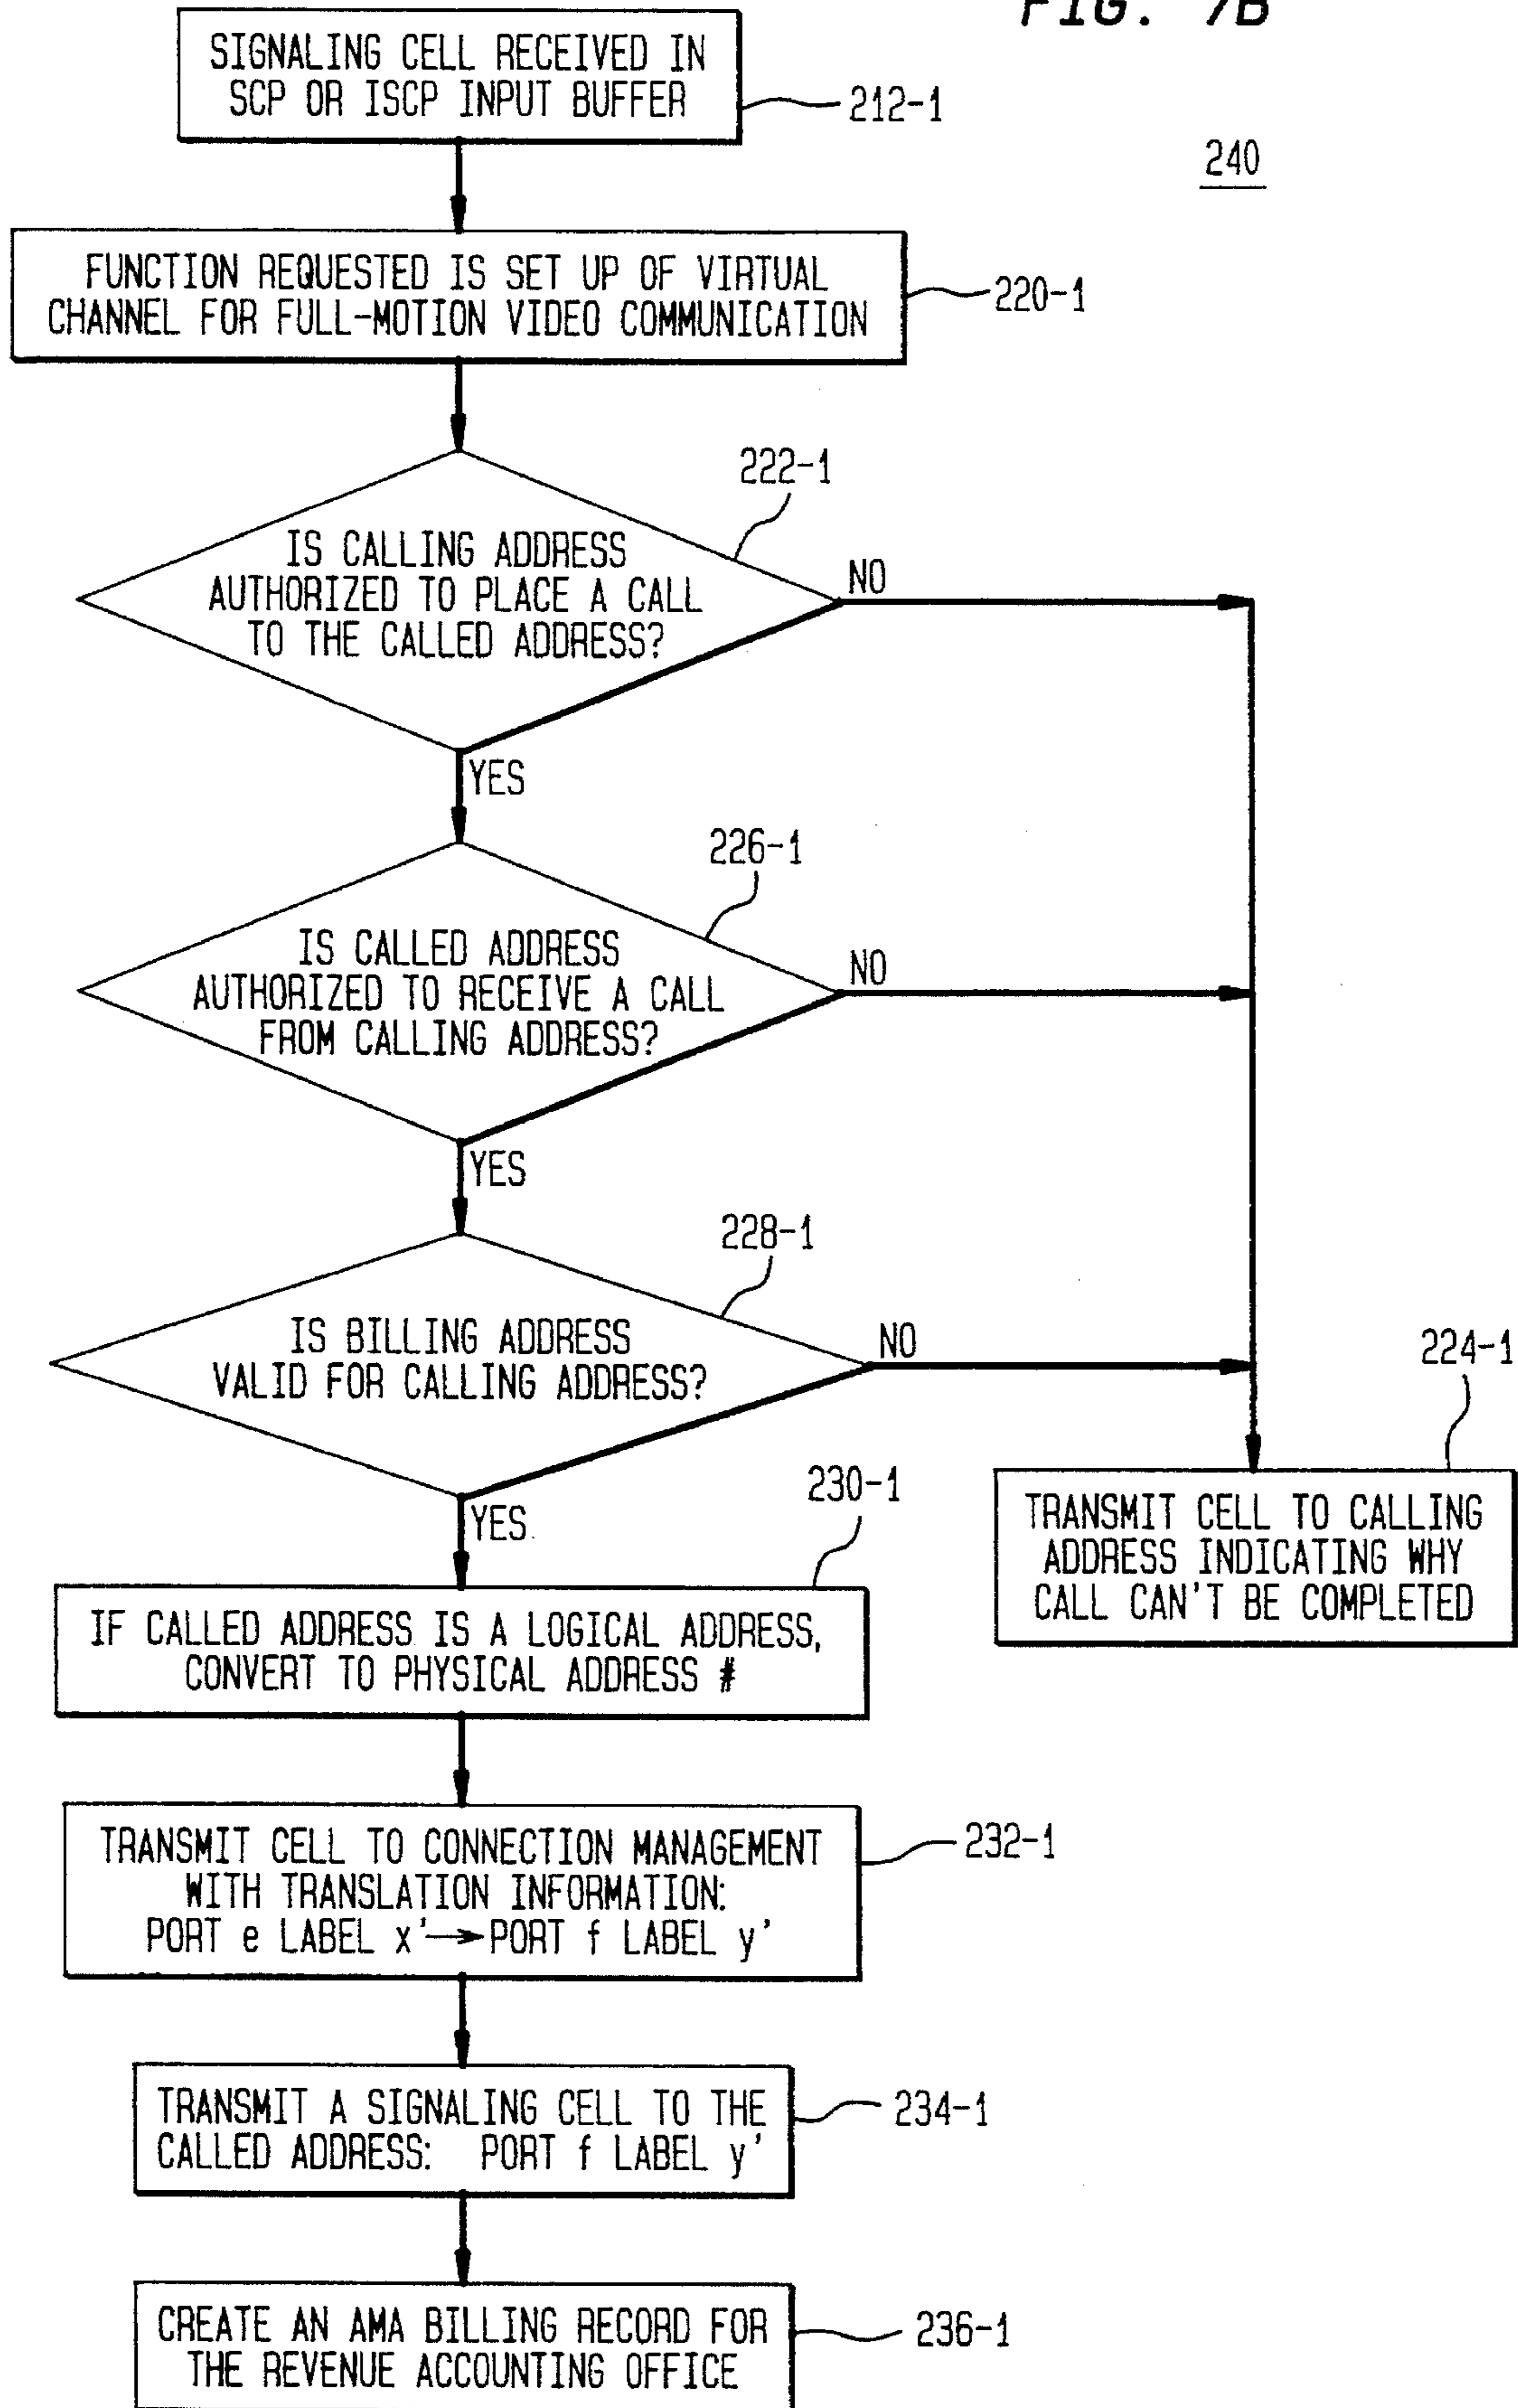 FIG. 7B
SIGNALING CELL RECEIVED IN
SCP OR ISCP INPUT BUFFER
212-1
240
FUNCTION REQUESTED IS SET UP OF VIRTUAL
CHANNEL FOR FULL-MOTION VIDEO COMMUNICATION
220-1
222-1
IS CALLING ADDRESS
AUTHORIZED TO PLACE A CALL
TO THE CALLED ADDRESS?
NO
YES
226-1
IS CALLED ADDRESS
AUTHORIZED TO RECEIVE A CALL
FROM CALLING ADDRESS?
NO
YES
228-1
IS BILLING ADDRESS
VALID FOR CALLING ADDRESS?
NO
YES
224-1
TRANSMIT CELL TO CALLING
ADDRESS INDICATING WHY
CALL CAN'T BE COMPLETED
230-1
IF CALLED ADDRESS IS A LOGICAL ADDRESS,
CONVERT TO PHYSICAL ADDRESS #
TRANSMIT CELL TO CONNECTION MANAGEMENT
WITH TRANSLATION INFORMATION:
PORT e LABEL x'→PORT f LABEL y'
232-1
TRANSMIT A SIGNALING CELL TO THE
CALLED ADDRESS: PORT f LABEL y'
234-1
CREATE AN AMA BILLING RECORD FOR
THE REVENUE ACCOUNTING OFFICE
236-1